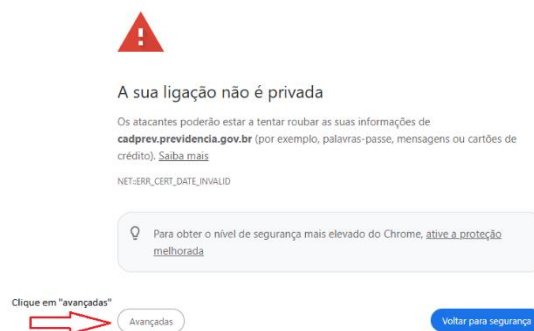 A sua ligação não é privada
Os atacantes poderão estar a tentar roubar as suas informações de
cadprev.previdencia.gov.br (por exemplo, palavras-passe, mensagens ou cartões de
crédito). Saiba mais
NET::ERR_CERT_DATE_INVALID
Para obter o nível de segurança mais elevado do Chrome, ative a proteção
melhorada
Clique em "avançadas"
Avançadas
Voltar para segurança